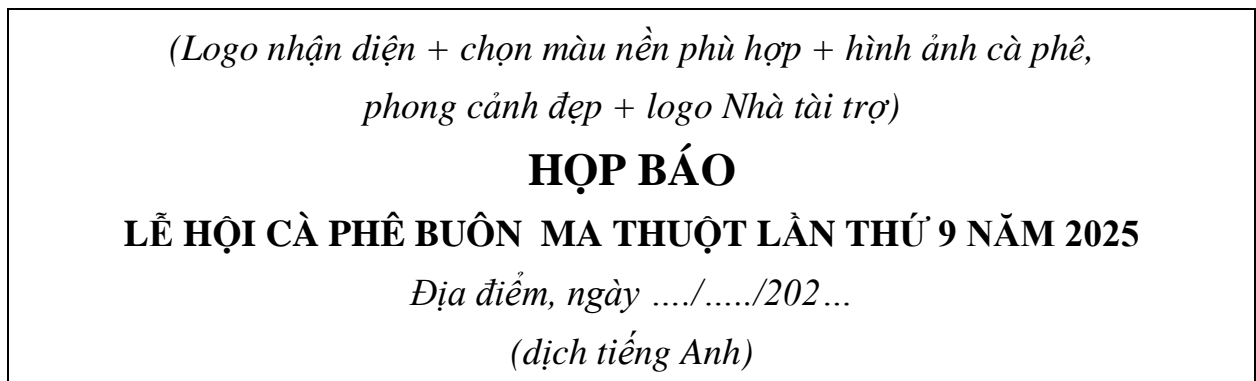 (Logo nhận diện + chọn màu nền phù hợp + hình ảnh cà phê,
phong cảnh đẹp + logo Nhà tài trợ)
HỌP BÁO
LỄ HỘI CÀ PHÊ BUÔN MA THUỘT LẦN THỨ 9 NĂM 2025
Địa điểm, ngày ..../...../202…
(dịch tiếng Anh)